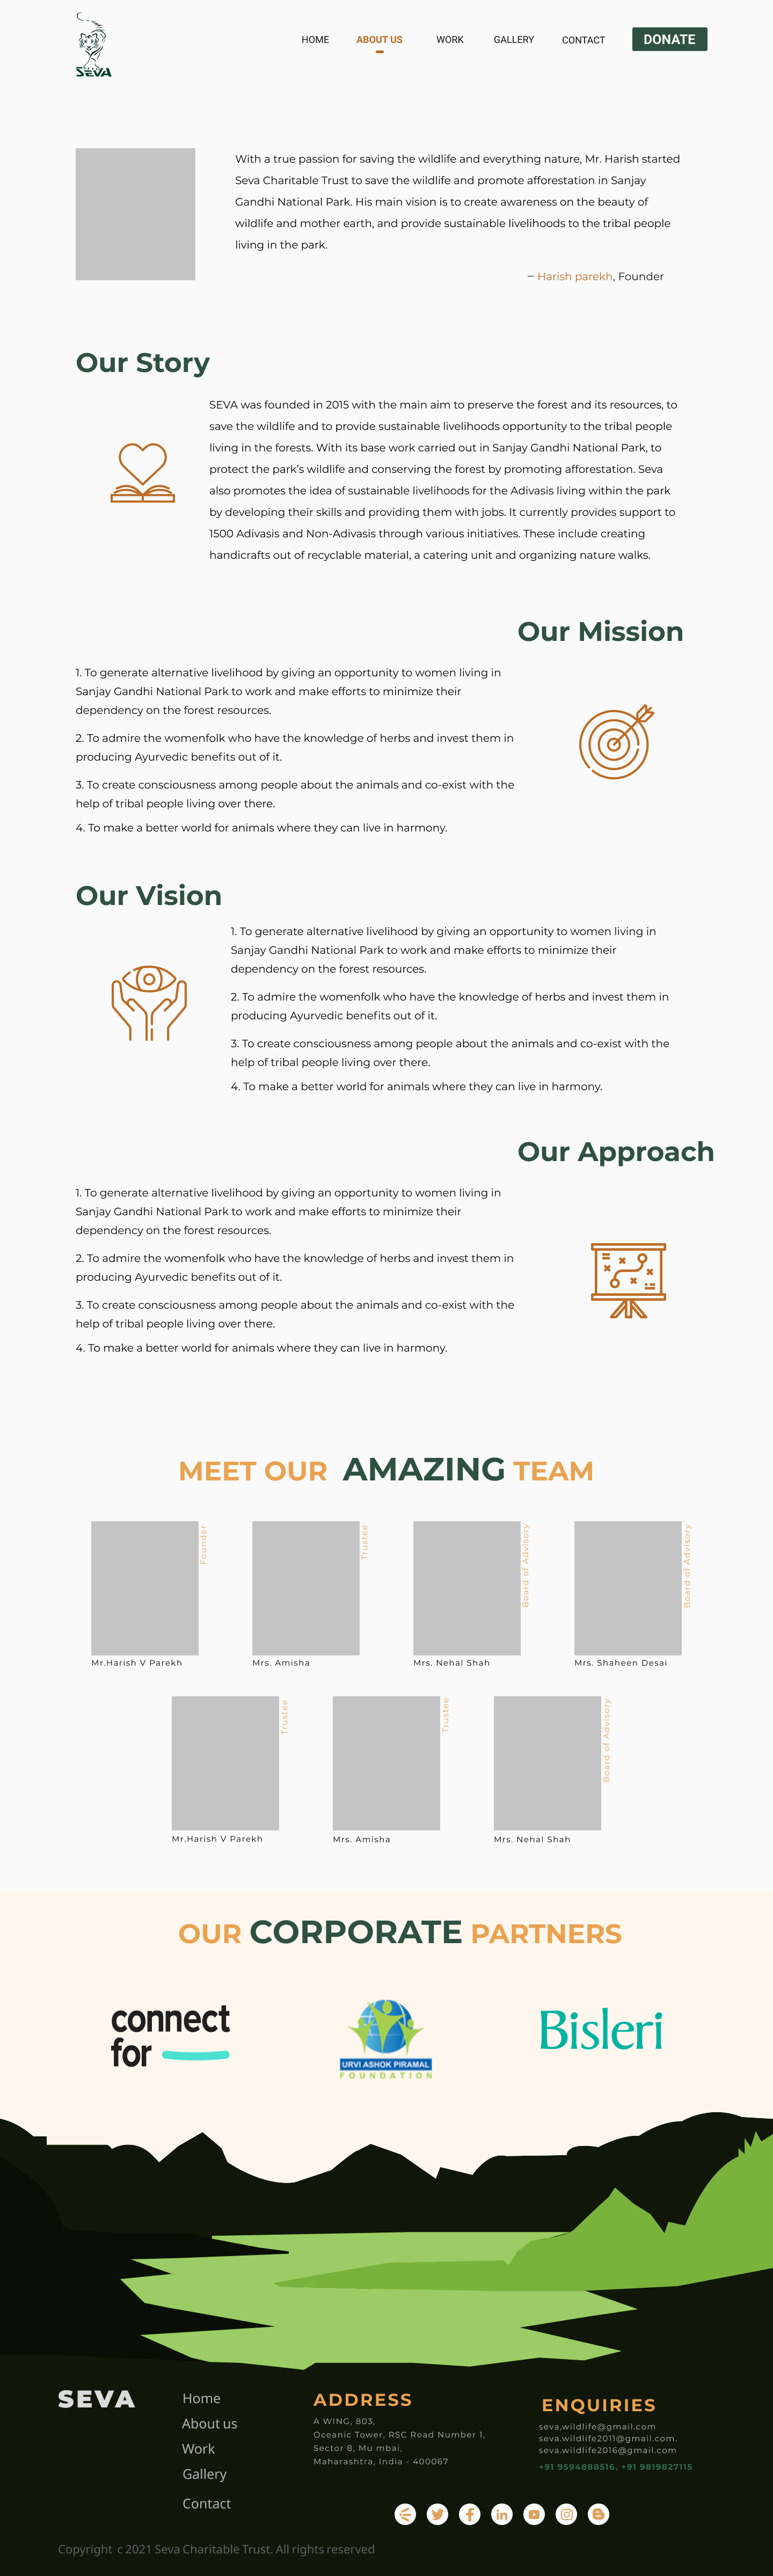 SEVA
HOME
ABOUT US
WORK
GALLERY
CONTACT
DONATE
With a true passion for saving the wildlife and everything nature, Mr. Harish started
Seva Charitable Trust to save the wildlife and promote afforestation in Sanjay
Gandhi National Park. His main vision is to create awareness on the beauty of
wildlife and mother earth, and provide sustainable livelihoods to the tribal people
living in the park.
– Harish parekh, Founder
Our Story
SEVA was founded in 2015 with the main aim to preserve the forest and its resources, to
save the wildlife and to provide sustainable livelihoods opportunity to the tribal people
living in the forests. With its base work carried out in Sanjay Gandhi National Park, to
protect the park’s wildlife and conserving the forest by promoting afforestation. Seva
also promotes the idea of sustainable livelihoods for the Adivasis living within the park
by developing their skills and providing them with jobs. It currently provides support to
1500 Adivasis and Non-Adivasis through various initiatives. These include creating
handicrafts out of recyclable material, a catering unit and organizing nature walks.
Our Mission
1. To generate alternative livelihood by giving an opportunity to women living in
Sanjay Gandhi National Park to work and make efforts to minimize their
dependency on the forest resources.
2. To admire the womenfolk who have the knowledge of herbs and invest them in
producing Ayurvedic benefits out of it.
3. To create consciousness among people about the animals and co-exist with the
help of tribal people living over there.
4. To make a better world for animals where they can live in harmony.
Our Vision
1. To generate alternative livelihood by giving an opportunity to women living in
Sanjay Gandhi National Park to work and make efforts to minimize their
dependency on the forest resources.
2. To admire the womenfolk who have the knowledge of herbs and invest them in
producing Ayurvedic benefits out of it.
3. To create consciousness among people about the animals and co-exist with the
help of tribal people living over there.
4. To make a better world for animals where they can live in harmony.
Our Approach
1. To generate alternative livelihood by giving an opportunity to women living in
Sanjay Gandhi National Park to work and make efforts to minimize their
dependency on the forest resources.
2. To admire the womenfolk who have the knowledge of herbs and invest them in
producing Ayurvedic benefits out of it.
3. To create consciousness among people about the animals and co-exist with the
help of tribal people living over there.
4. To make a better world for animals where they can live in harmony.
MEET OUR AMAZING TEAM
Founder
Mr.Harish V Parekh
Trustee
Mrs. Amisha
Board of Advisory
Mrs. Nehal Shah
Board of Advisory
Mrs. Shaheen Desai
Trustee
Mr.Harish V Parekh
Trustee
Mrs. Amisha
Board of Advisory
Mrs. Nehal Shah
OUR CORPORATE PARTNERS
connect
for
URVI ASHOK PIRAMAL
FOUNDATION
Bisleri
SEVA
Home
About us
Work
Gallery
Contact
ADDRESS
A WING, 803,
Oceanic Tower, RSC Road Number 1,
Sector 8, Mu mbai,
Maharashtra, India - 400067
ENQUIRIES
seva,wildlife@gmail.com
seva.wildlife2011@gmail.com.
seva.wildlife2016@gmail.com
+91 9594888516, +91 9819827115
Copyright c 2021 Seva Charitable Trust. All rights reserved